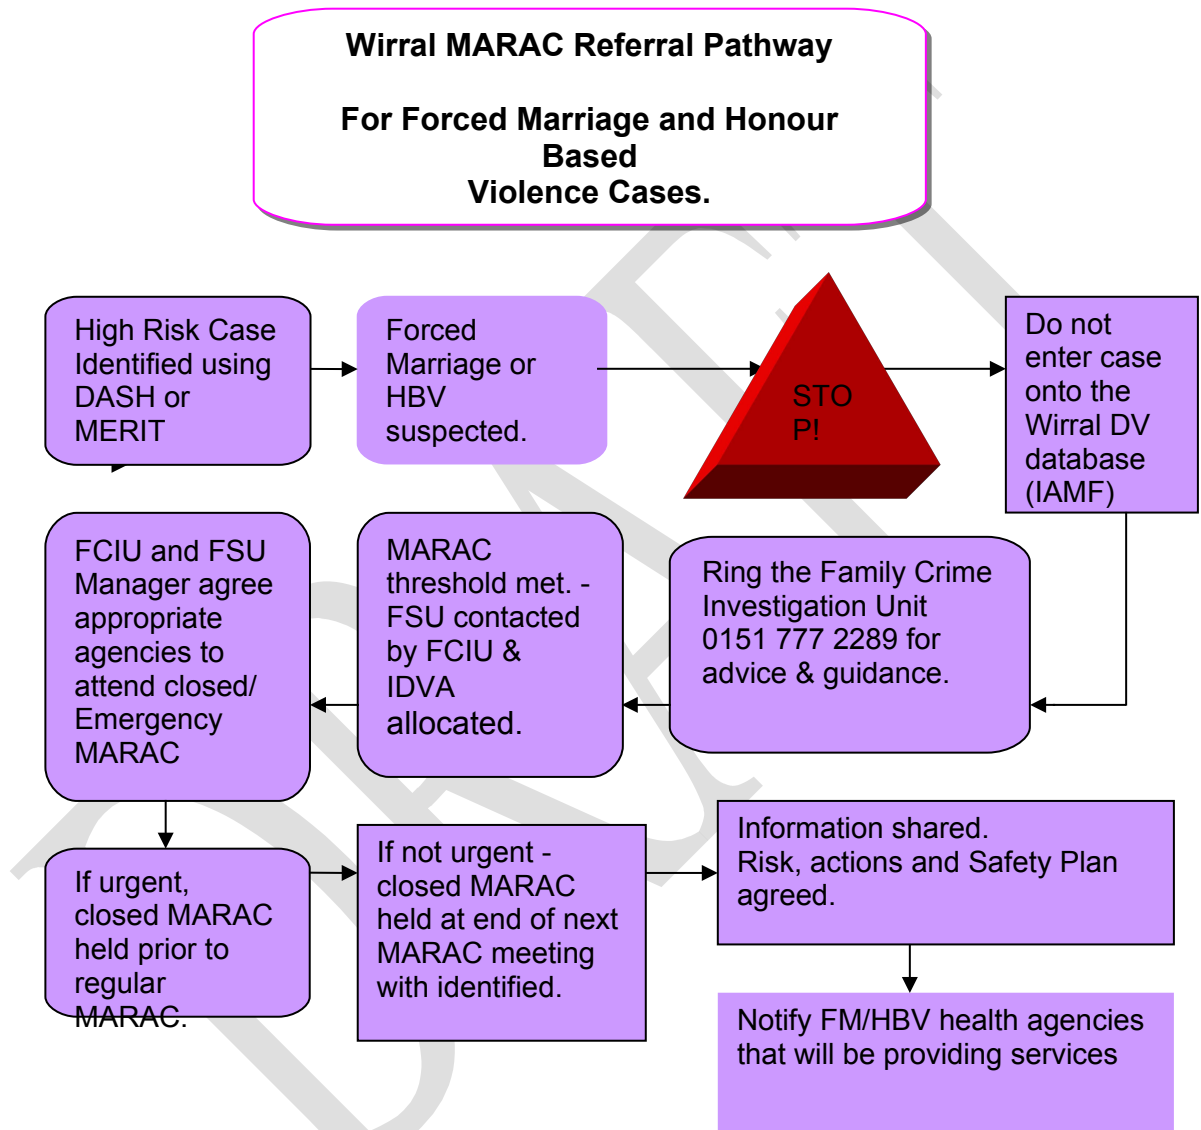 Wirral MARAC Referral Pathway
For Forced Marriage and Honour
Based
Violence Cases.
High Risk Case
Identified using
DASH or
MERIT
Forced
Marriage or
HBV
suspected.
STO
P!
Do not
enter case
onto the
Wirral DV
database
(IAMF)
Ring the Family Crime
Investigation Unit
0151 777 2289 for
advice & guidance.
MARAC
threshold met. -
FSU contacted
by FCIU &
IDVA
allocated.
FCIU and FSU
Manager agree
appropriate
agencies to
attend closed/
Emergency
MARAC
If urgent,
closed MARAC
held prior to
regular
MARAC.
If not urgent -
closed MARAC
held at end of next
MARAC meeting
with identified.
Information shared.
Risk, actions and Safety Plan
agreed.
Notify FM/HBV health agencies
that will be providing services
DRAFT